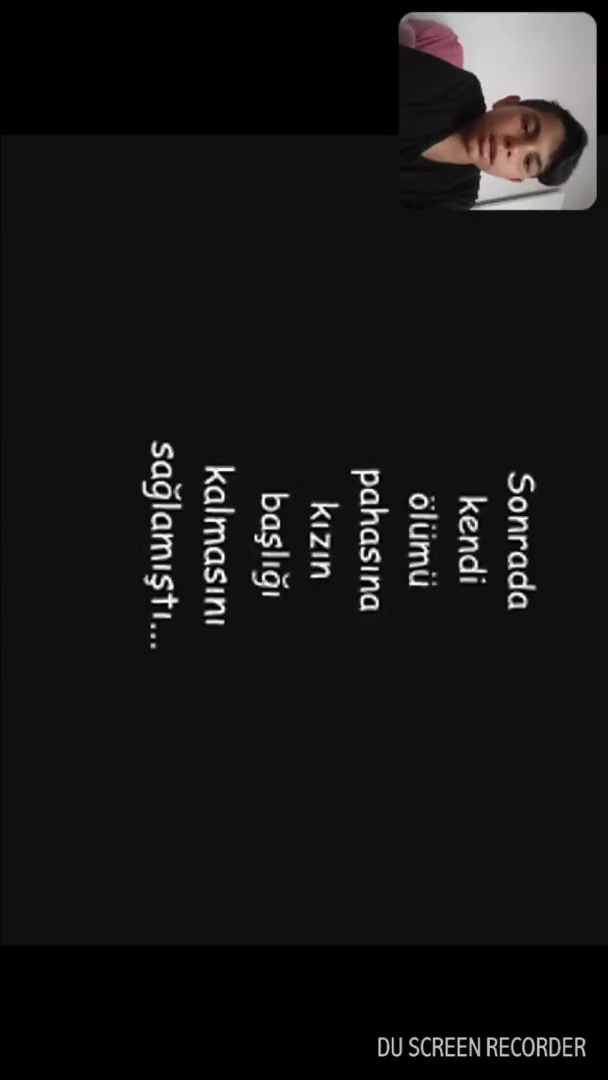 Sonrada
kendi
ölümü
pahasına
kızın
başlığı
kalmasını
sağlamıştı...
DU SCREEN RECORDER